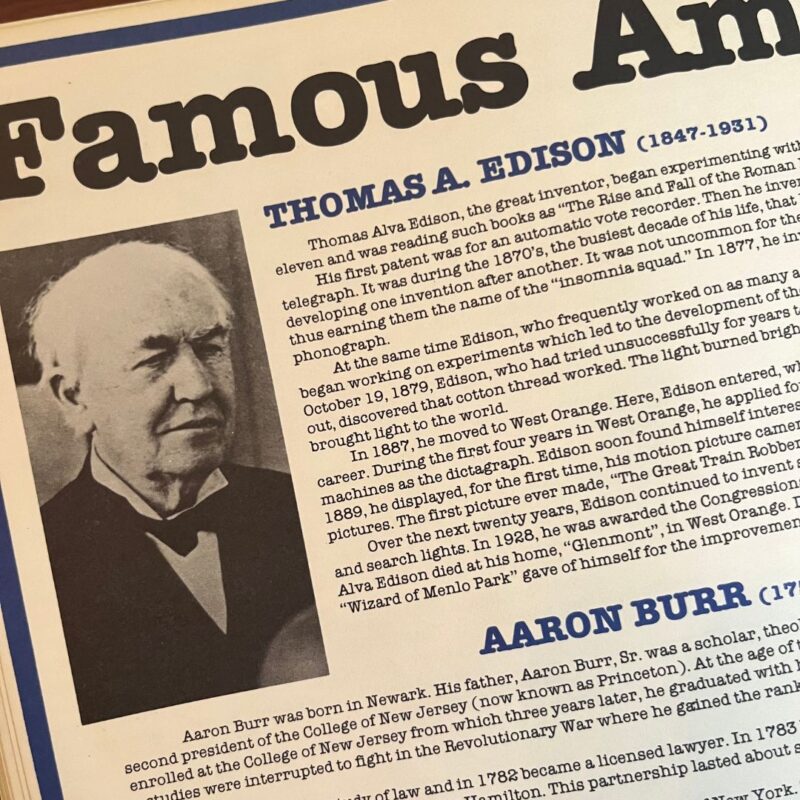 Famous Am
THOMAS A. EDISON (1847-1931)
Thomas Alva Edison, the great inventor, began experimenting with
eleven and was reading such books as "The Rise and Fall of the Roman
His first patent was for an automatic vote recorder. Then he inven
telegraph. It was during the 1870's, the busiest decade of his life, that
developing one invention after another. It was not uncommon for the
thus earning them the name of the "insomnia squad." In 1877, he in
phonograph.
At the same time Edison, who frequently worked on as many a
began working on experiments which led to the development of the
October 19, 1879, Edison, who had tried unsuccessfully for years t
out, discovered that cotton thread worked. The light burned brigh
brought light to the world.
In 1887, he moved to West Orange. Here, Edison entered, wh
career. During the first four years in West Orange, he applied for
machines as the dictagraph. Edison soon found himself interes
1889, he displayed, for the first time, his motion picture camer
pictures. The first picture ever made, "The Great Train Robber
Over the next twenty years, Edison continued to invent
and search lights. In 1928, he was awarded the Congression
Alva Edison died at his home, "Glenmont", in West Orange.
"Wizard of Menlo Park" gave of himself for the improvemen
AARON BURR (175
Aaron Burr was born in Newark. His father, Aaron Burr, Sr. was a scholar, theol
second president of the College of New Jersey (now known as Princeton). At the age of
enrolled at the College of New Jersey from which three years later, he graduated with
studies were interrupted to fight in the Revolutionary War where he gained the rank
of law and in 1782 became a licensed lawyer. In 1783
Hamilton. This partnership lasted about
New York.